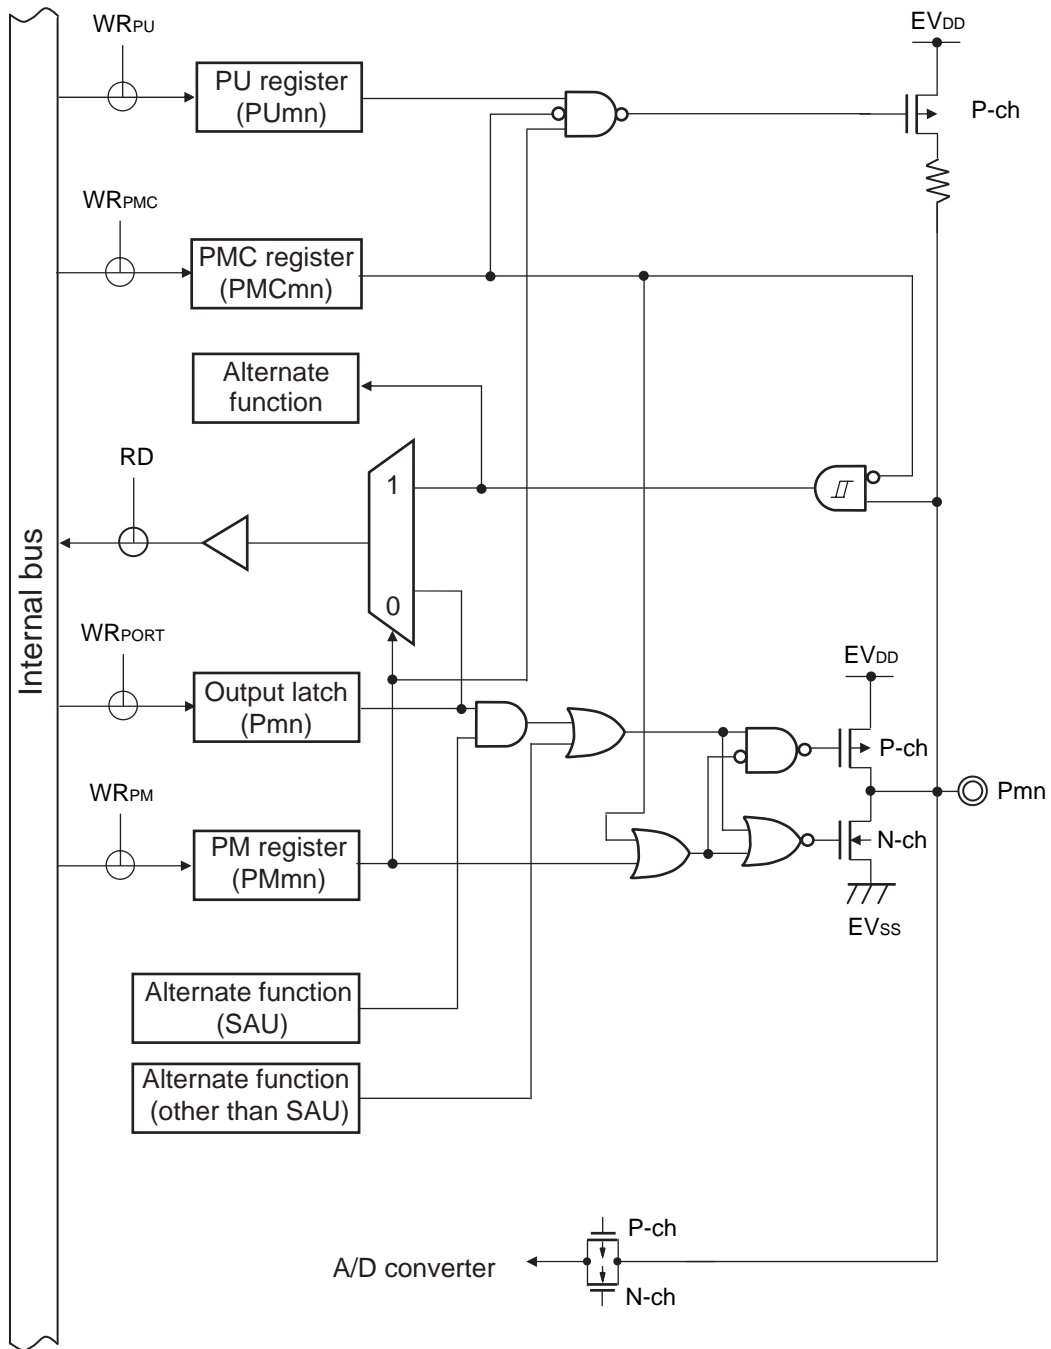 WRPU
EVDD
PU register
(PUmn)
P-ch
WRPMC
PMC register
(PMCmn)
Alternate
function
RD
1
Internal bus
0
WRPORT
EVDD
Output latch
(Pmn)
P-ch
Pmn
WRPM
PM register
(PMmn)
N-ch
EVSS
Alternate function
(SAU)
Alternate function
(other than SAU)
P-ch
A/D converter
N-ch